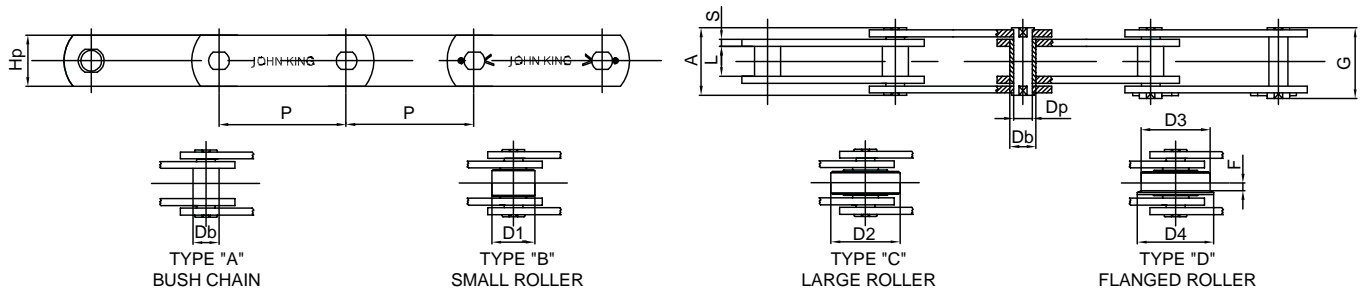 Hp
JOHN KING
JOHN KING
P
P
S
A
L
G
Dp
Db
D3
F
Db
D1
D2
D4
TYPE "A"
BUSH CHAIN
TYPE "B"
SMALL ROLLER
TYPE "C"
LARGE ROLLER
TYPE "D"
FLANGED ROLLER